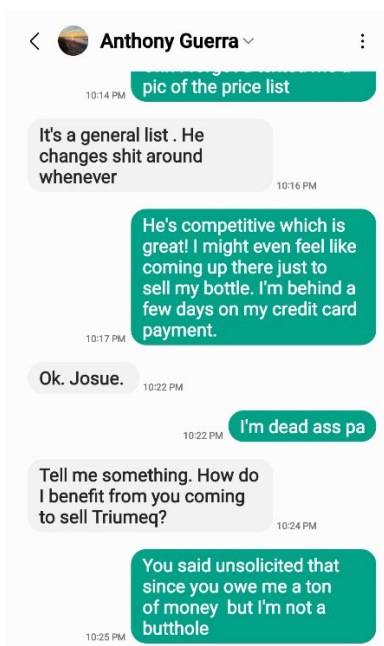 Anthony Guerra
pic of the price list
10:14 PM
It's a general list . He
changes shit around
whenever
10:16 PM
He's competitive which is
great! I might even feel like
coming up there just to
sell my bottle. I'm behind a
few days on my credit card
payment.
10:17 PM
Ok. Josue.
10:22 PM
I'm dead ass pa
10:22 PM
Tell me something. How do
I benefit from you coming
to sell Triumeq?
10:24 PM
You said unsolicited that
since you owe me a ton
of money  but I'm not a
butthole
10:25 PM